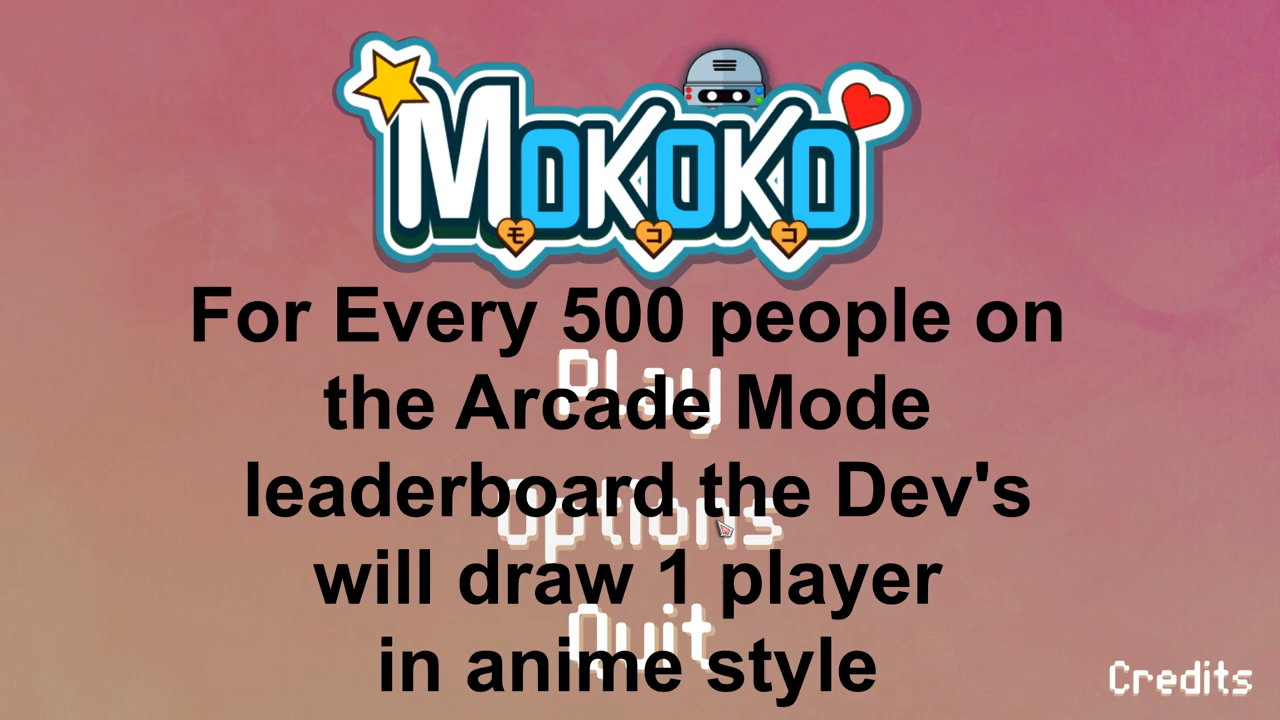 MOKOKO
モ コ コ
For Every 500 people on
Play
the Arcade Mode
leaderboard the Dev's
Options
will draw 1 player
Quit
in anime style
Credits